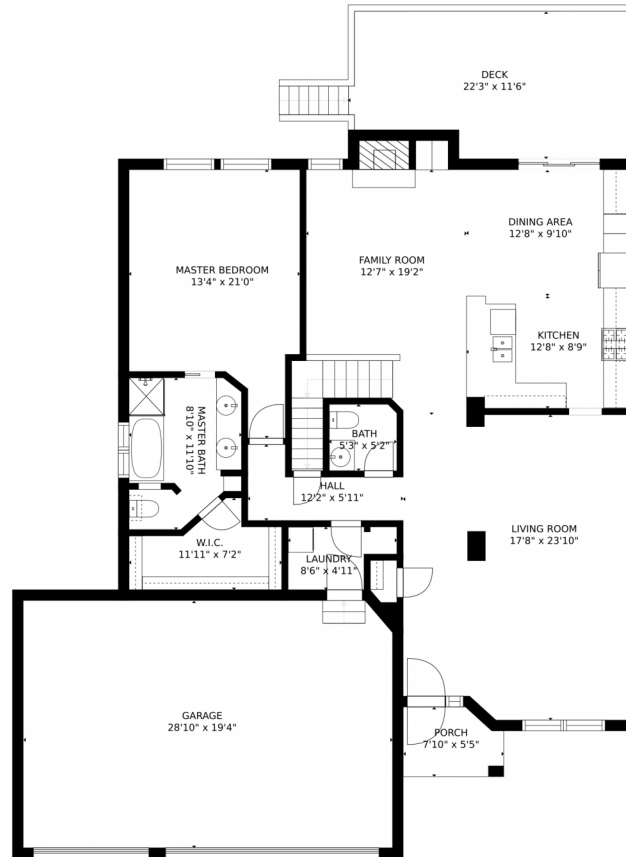 DECK
22'3" x 11'6"
DINING AREA
12'8" x 9'10"
FAMILY ROOM
12'7" x 19'2"
MASTER BEDROOM
13'4" x 21'0"
KITCHEN
12'8" x 8'9"
MASTER BATH
8'10" x 11'10"
BATH
5'3" x 5'2"
HALL
12'2" x 5'11"
LIVING ROOM
17'8" x 23'10"
W.I.C.
11'11" x 7'2"
LAUNDRY
8'6" x 4'11"
GARAGE
28'10" x 19'4"
PORCH
7'10" x 5'5"